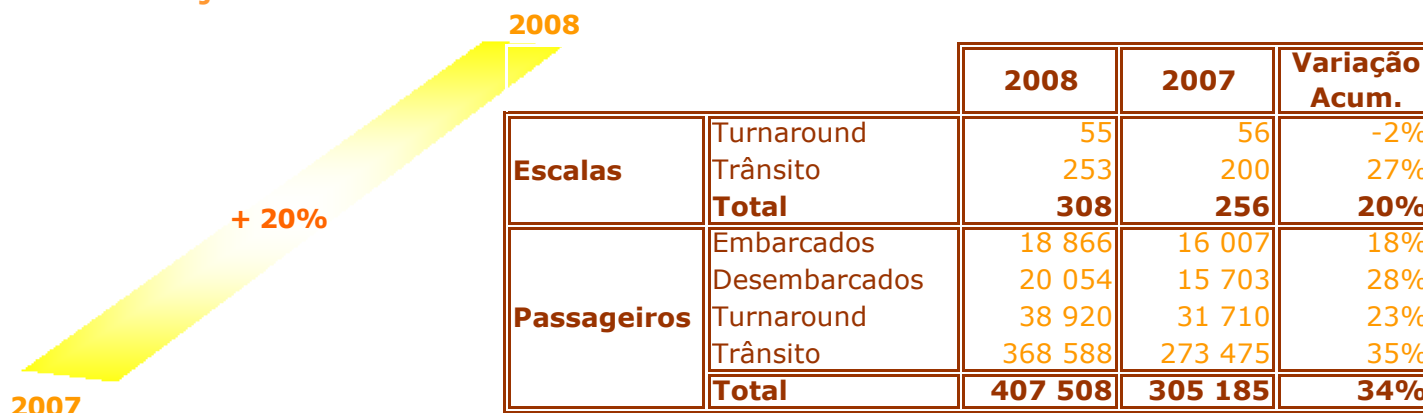 2008
+ 20%
2007
2008 2007 Variação Acum.
Escalas
Turnaround 55 56 -2%
Trânsito 253 200 27%
Total 308 256 20%
Passageiros
Embarcados 18 866 16 007 18%
Desembarcados 20 054 15 703 28%
Turnaround 38 920 31 710 23%
Trânsito 368 588 273 475 35%
Total 407 508 305 185 34%